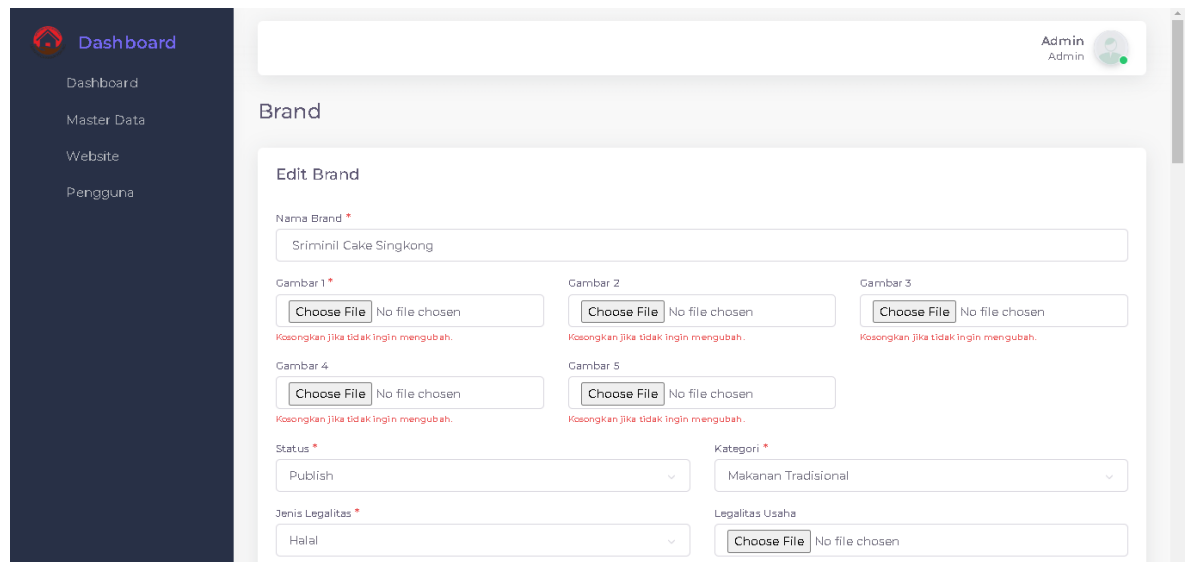 Dashboard
Dashboard
Master Data
Website
Pengguna
Admin
Admin
Brand
Edit Brand
Nama Brand *
Sriminil Cake Singkong
Gambar 1 * Gambar 2 Gambar 3
Choose File No file chosen Choose File No file chosen Choose File No file chosen
Kosongkan jika tidak ingin mengubah. Kosongkan jika tidak ingin mengubah. Kosongkan jika tidak ingin mengubah.
Gambar 4 Gambar 5
Choose File No file chosen Choose File No file chosen
Kosongkan jika tidak ingin mengubah. Kosongkan jika tidak ingin mengubah.
Status * Kategori *
Publish Makanan Tradisional
Jenis Legalitas * Legalitas Usaha
Halal Choose File No file chosen